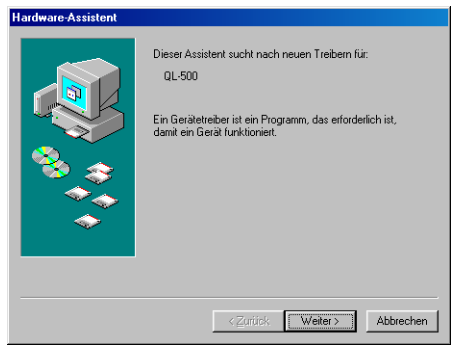 Hardware-Assistent
Dieser Assistent sucht nach neuen Treibern für:
QL-500
Ein Gerätetreiber ist ein Programm, das erforderlich ist,
damit ein Gerät funktioniert.
< Zurück
Weiter >
Abbrechen